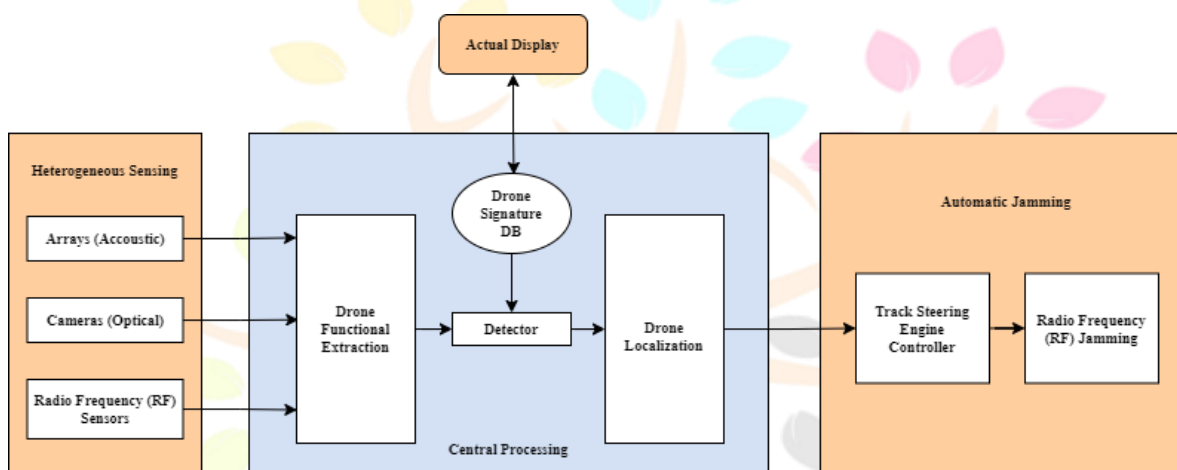 Actual Display
Heterogeneous Sensing
Arrays (Accoustic)
Cameras (Optical)
Radio Frequency (RF)
Sensors
Drone
Functional
Extraction
Drone
Signature
DB
Detector
Drone
Localization
Central Processing
Automatic Jamming
Track Steering
Engine
Controller
Radio Frequency
(RF) Jamming